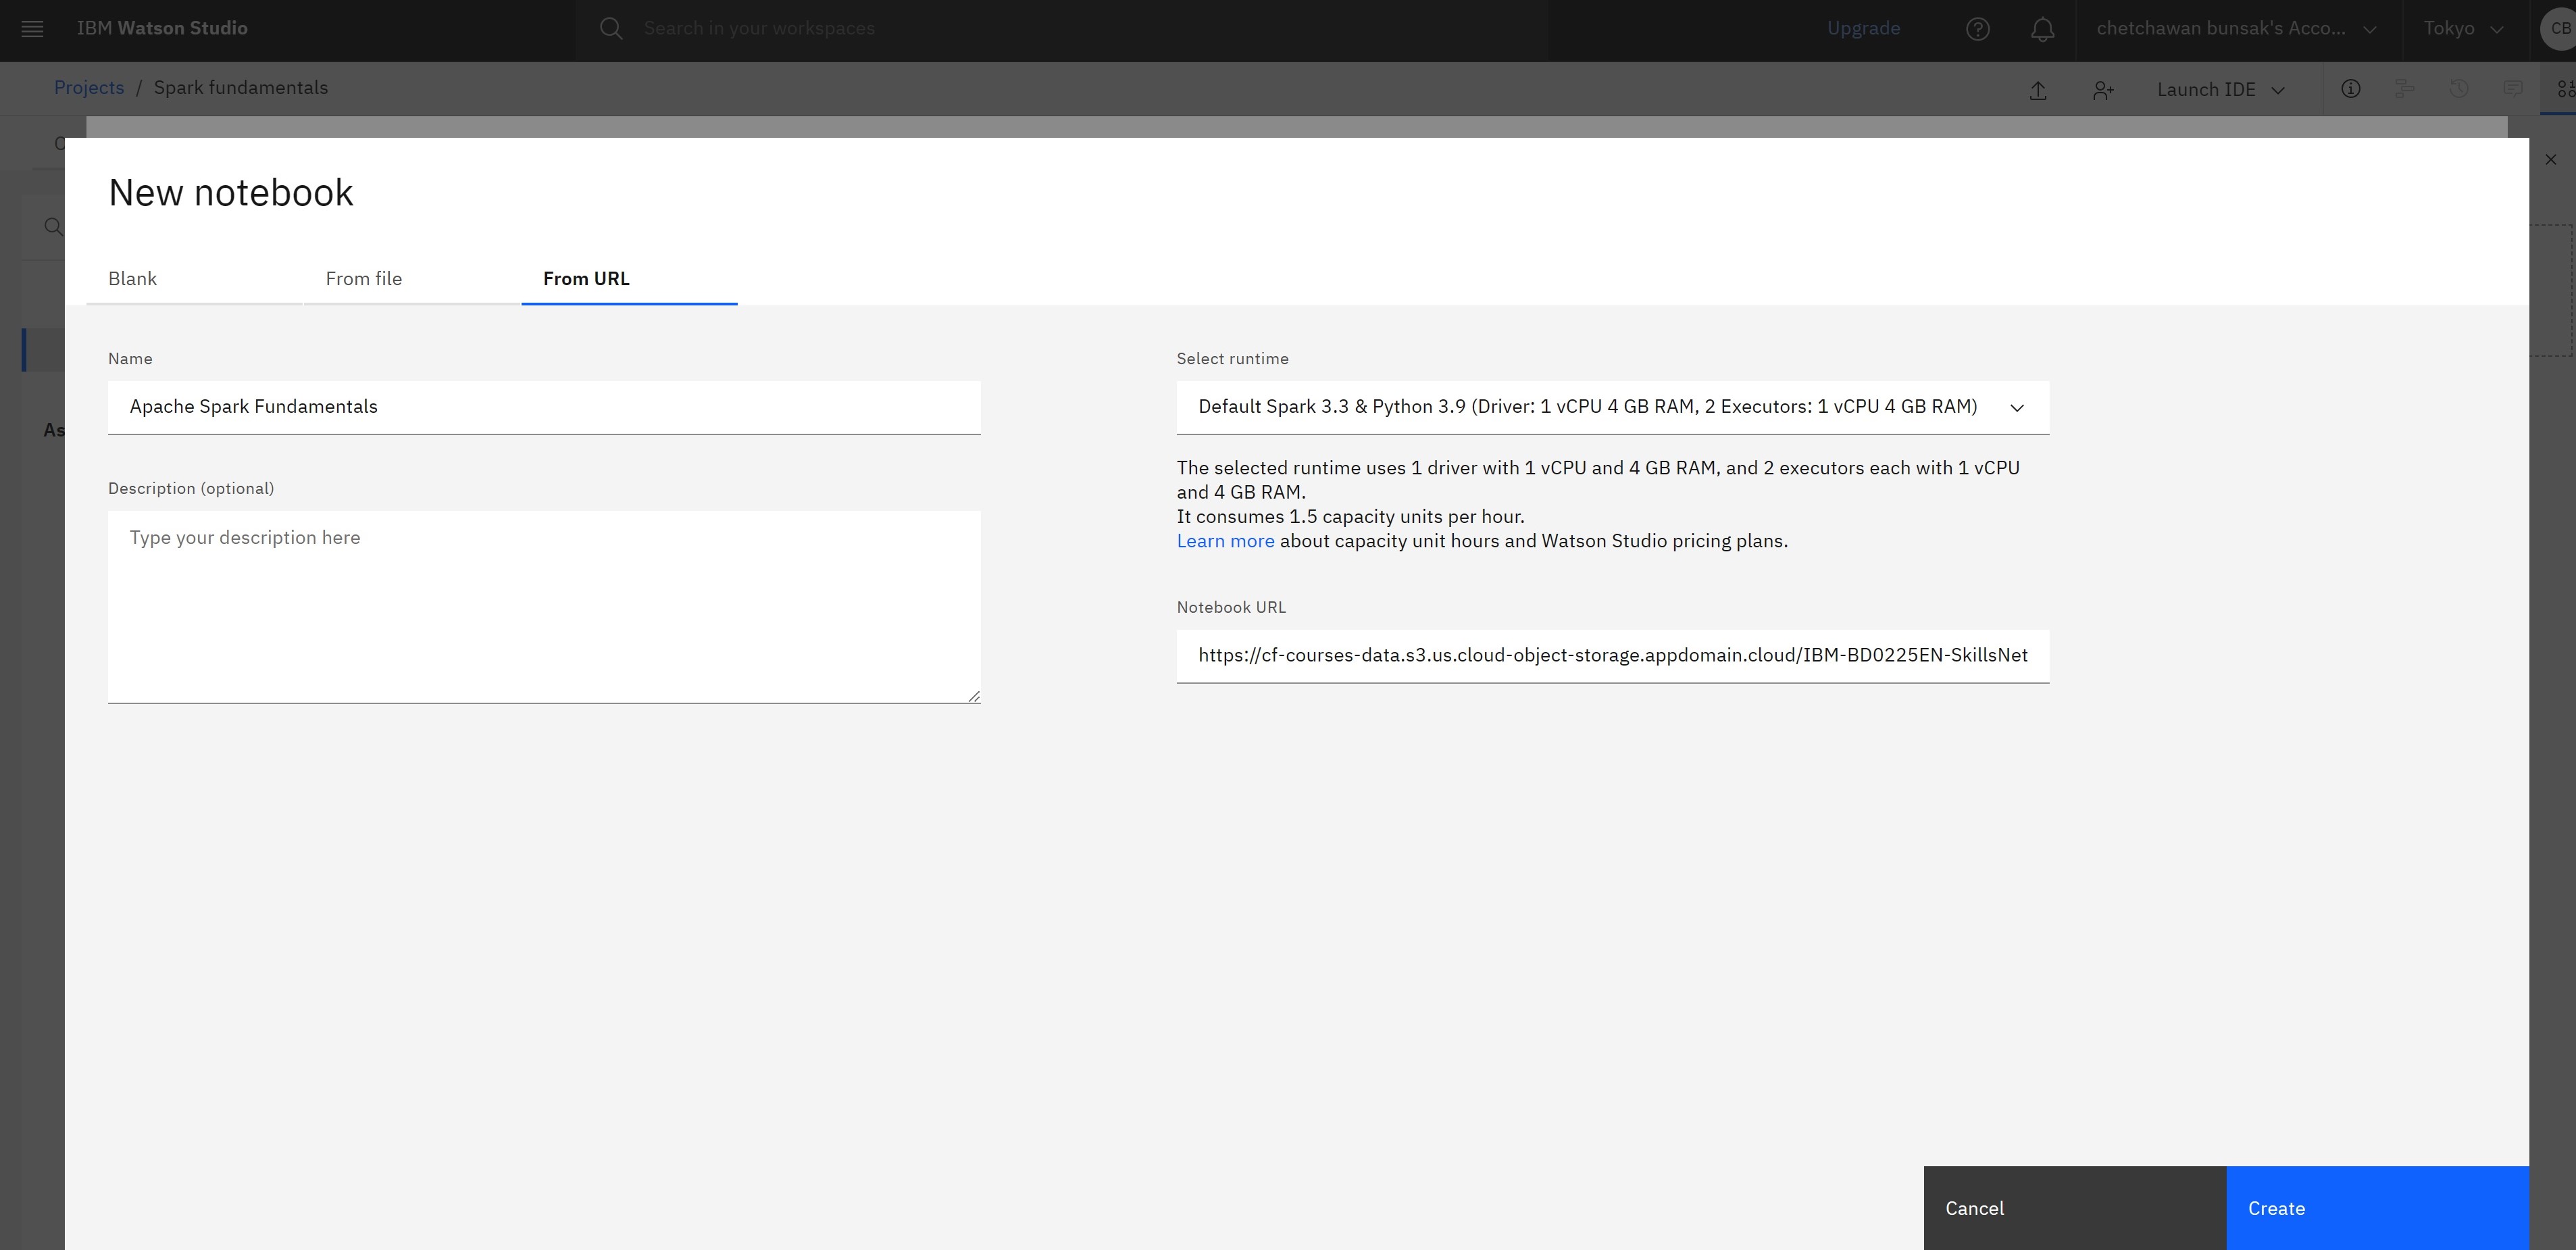 IBM Watson Studio
Search in your workspaces
Upgrade
chetchawan bunsak's Acco...
Tokyo
CB
Projects / Spark fundamentals
Launch IDE
New notebook
Blank
From file
From URL
Name
Apache Spark Fundamentals
Description (optional)
Type your description here
As
Select runtime
Default Spark 3.3 & Python 3.9 (Driver: 1 vCPU 4 GB RAM, 2 Executors: 1 vCPU 4 GB RAM)
The selected runtime uses 1 driver with 1 vCPU and 4 GB RAM, and 2 executors each with 1 vCPU
and 4 GB RAM.
It consumes 1.5 capacity units per hour.
Learn more about capacity unit hours and Watson Studio pricing plans.
Notebook URL
https://cf-courses-data.s3.us.cloud-object-storage.appdomain.cloud/IBM-BD0225EN-SkillsNet
Cancel
Create